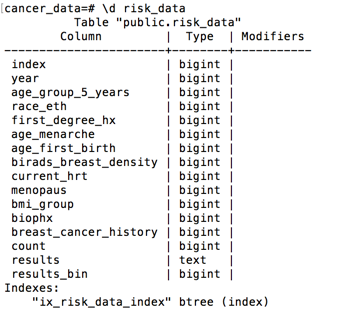 cancer_data=# \d risk_data
Table "public.risk_data"
Column | Type | Modifiers
-----------------------+--------+-----------
index | bigint |
year | bigint |
age_group_5_years | bigint |
race_eth | bigint |
first_degree_hx | bigint |
age_menarche | bigint |
age_first_birth | bigint |
birads_breast_density | bigint |
current_hrt | bigint |
menopaus | bigint |
bmi_group | bigint |
biophx | bigint |
breast_cancer_history | bigint |
count | bigint |
results | text |
results_bin | bigint |
Indexes:
"ix_risk_data_index" btree (index)